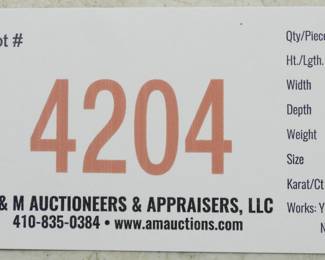 ot #
4204
& M AUCTIONEERS & APPRAISERS, LLC
410-835-0384 • www.amauctions.com
Qty/Piece
Ht./Lgth.
Width
Depth
Weight
Size
Karat/Ct
Works: Y
N